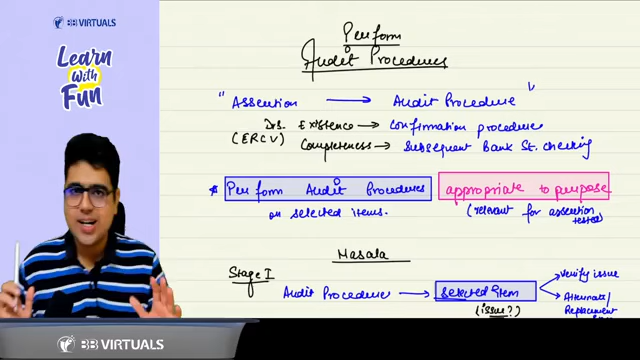 BB VIRTUALS
Learn
With
Fun
Perform
Audit Procedures
"Assertion → Audit Procedure"
Existence → Confirmation procedure
(ERCV)
Completeness → Subsequent Bank St. checking
Perform Audit Procedures appropriate to purpose
on selected items. (relevant for assertion
tested)
Masala
Stage I
Audit Procedure → selected item
(issue?)
Verify issue
Alternate/
Replacement
BB VIRTUALS